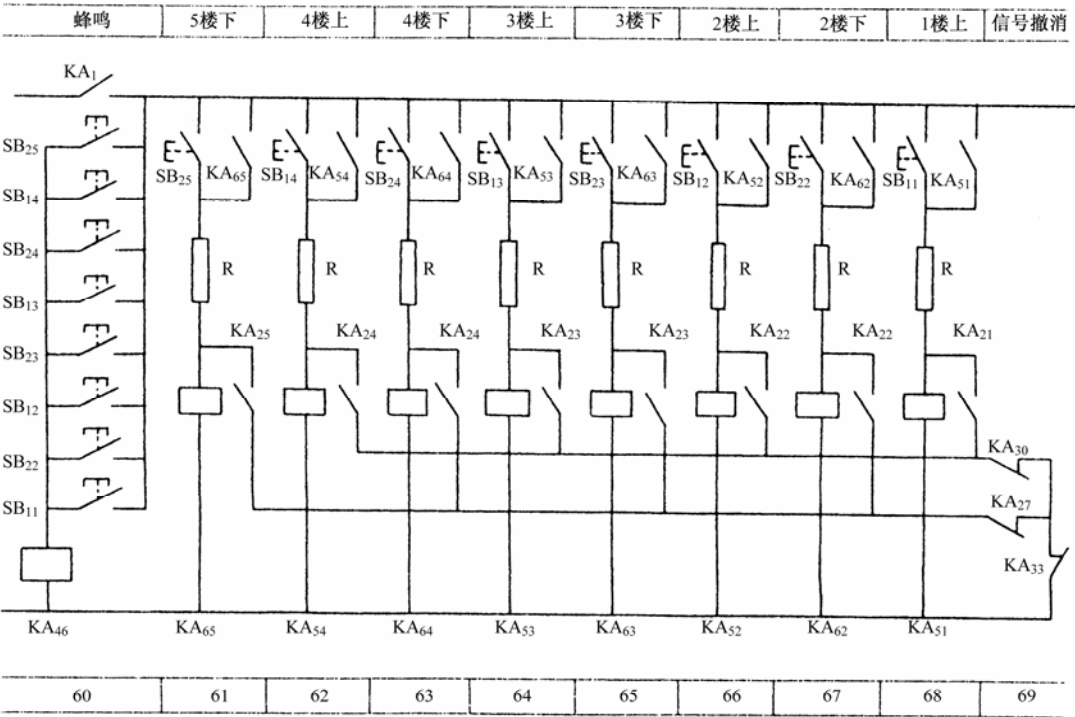 蜂鸣 5楼下 4楼上 4楼下 3楼上 3楼下 2楼上 2楼下 1楼上 信号撤消
KA₁
SB₂₅
SB₁₄
SB₂₄
SB₁₃
SB₂₃
SB₁₂
SB₂₂
SB₁₁
SB₂₅ KA₆₅ SB₁₄ KA₅₄ SB₂₄ KA₆₄ SB₁₃ KA₅₃ SB₂₃ KA₆₃ SB₁₂ KA₅₂ SB₂₂ KA₆₂ SB₁₁ KA₅₁
R R R R R R R R
KA₂₅ KA₂₄ KA₂₄ KA₂₃ KA₂₃ KA₂₂ KA₂₂ KA₂₁
KA₃₀
KA₂₇
KA₃₃
KA₄₆ KA₆₅ KA₅₄ KA₆₄ KA₅₃ KA₆₃ KA₅₂ KA₆₂ KA₅₁
60 61 62 63 64 65 66 67 68 69